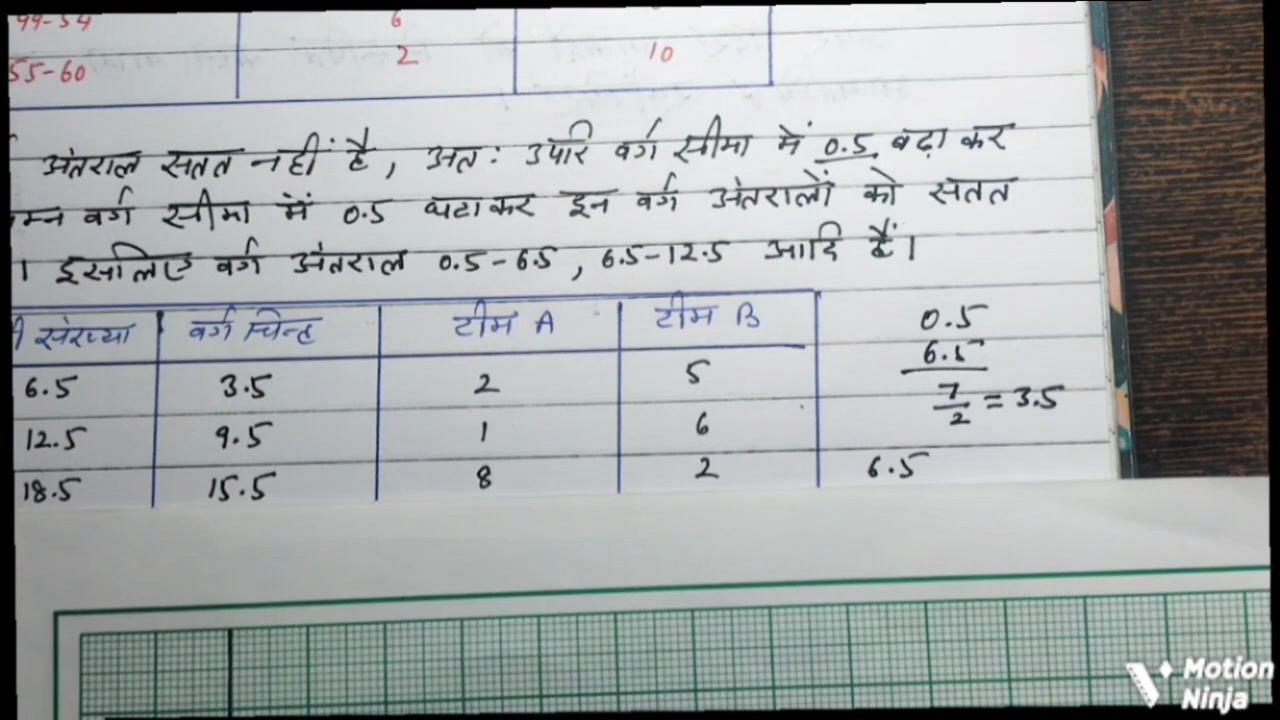 49-54 6
55-60 2 10
अंतराल सतत नहीं है, अतः उपरि वर्ग सीमा में 0.5 बढ़ा कर
म्न वर्ग सीमा में 0.5 घटाकर इन वर्ग अंतरालों को सतत
। इसलिए वर्ग अंतराल 0.5-6.5, 6.5-12.5 आदि हैं।
संख्या वर्ग चिन्ह टीम A टीम B 0.5
6.5
6.5 3.5 2 5 7/2 = 3.5
12.5 9.5 1 6
18.5 15.5 8 2 6.5
Motion
Ninja